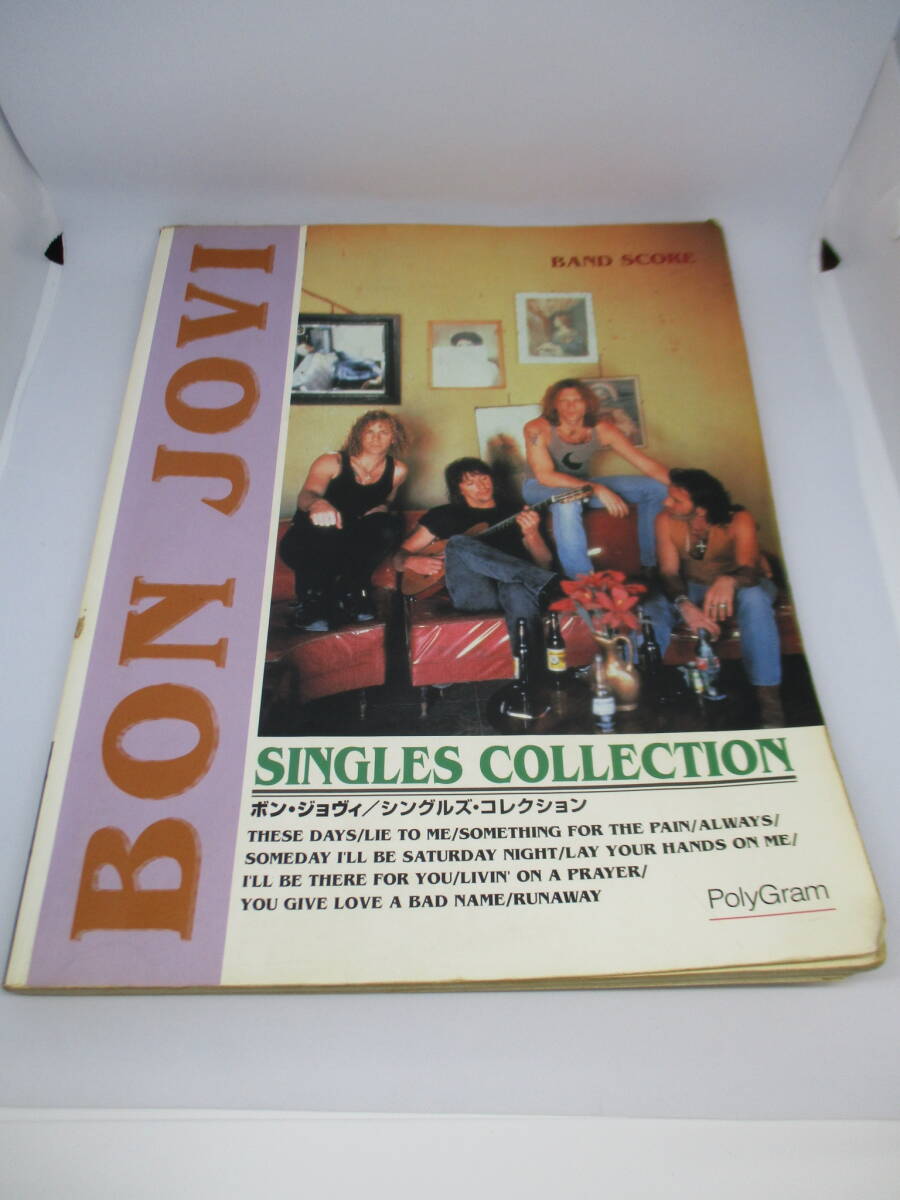 BON JOVI
BAND SCORE
SINGLES COLLECTION
ボン・ジョヴィ／シングルズ・コレクション
THESE DAYS/LIE TO ME/SOMETHING FOR THE PAIN/ALWAYS/
SOMEDAY I'LL BE SATURDAY NIGHT/LAY YOUR HANDS ON ME/
I'LL BE THERE FOR YOU/LIVIN' ON A PRAYER/
YOU GIVE LOVE A BAD NAME/RUNAWAY
PolyGram